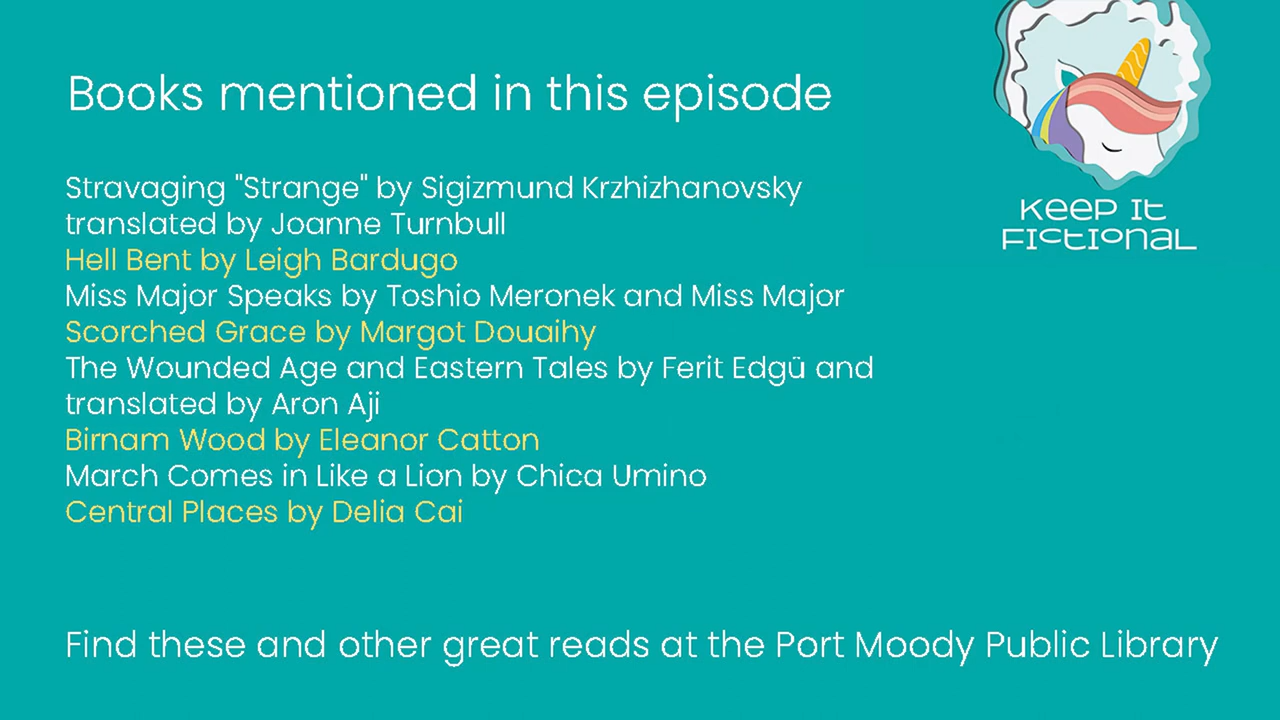 Books mentioned in this episode
Stravaging "Strange" by Sigizmund Krzhizhanovsky
translated by Joanne Turnbull
Hell Bent by Leigh Bardugo
Miss Major Speaks by Toshio Meronek and Miss Major
Scorched Grace by Margot Douaihy
The Wounded Age and Eastern Tales by Ferit Edgü and
translated by Aron Aji
Birnam Wood by Eleanor Catton
March Comes in Like a Lion by Chica Umino
Central Places by Delia Cai
KEEP IT
FICTIONAL
Find these and other great reads at the Port Moody Public Library